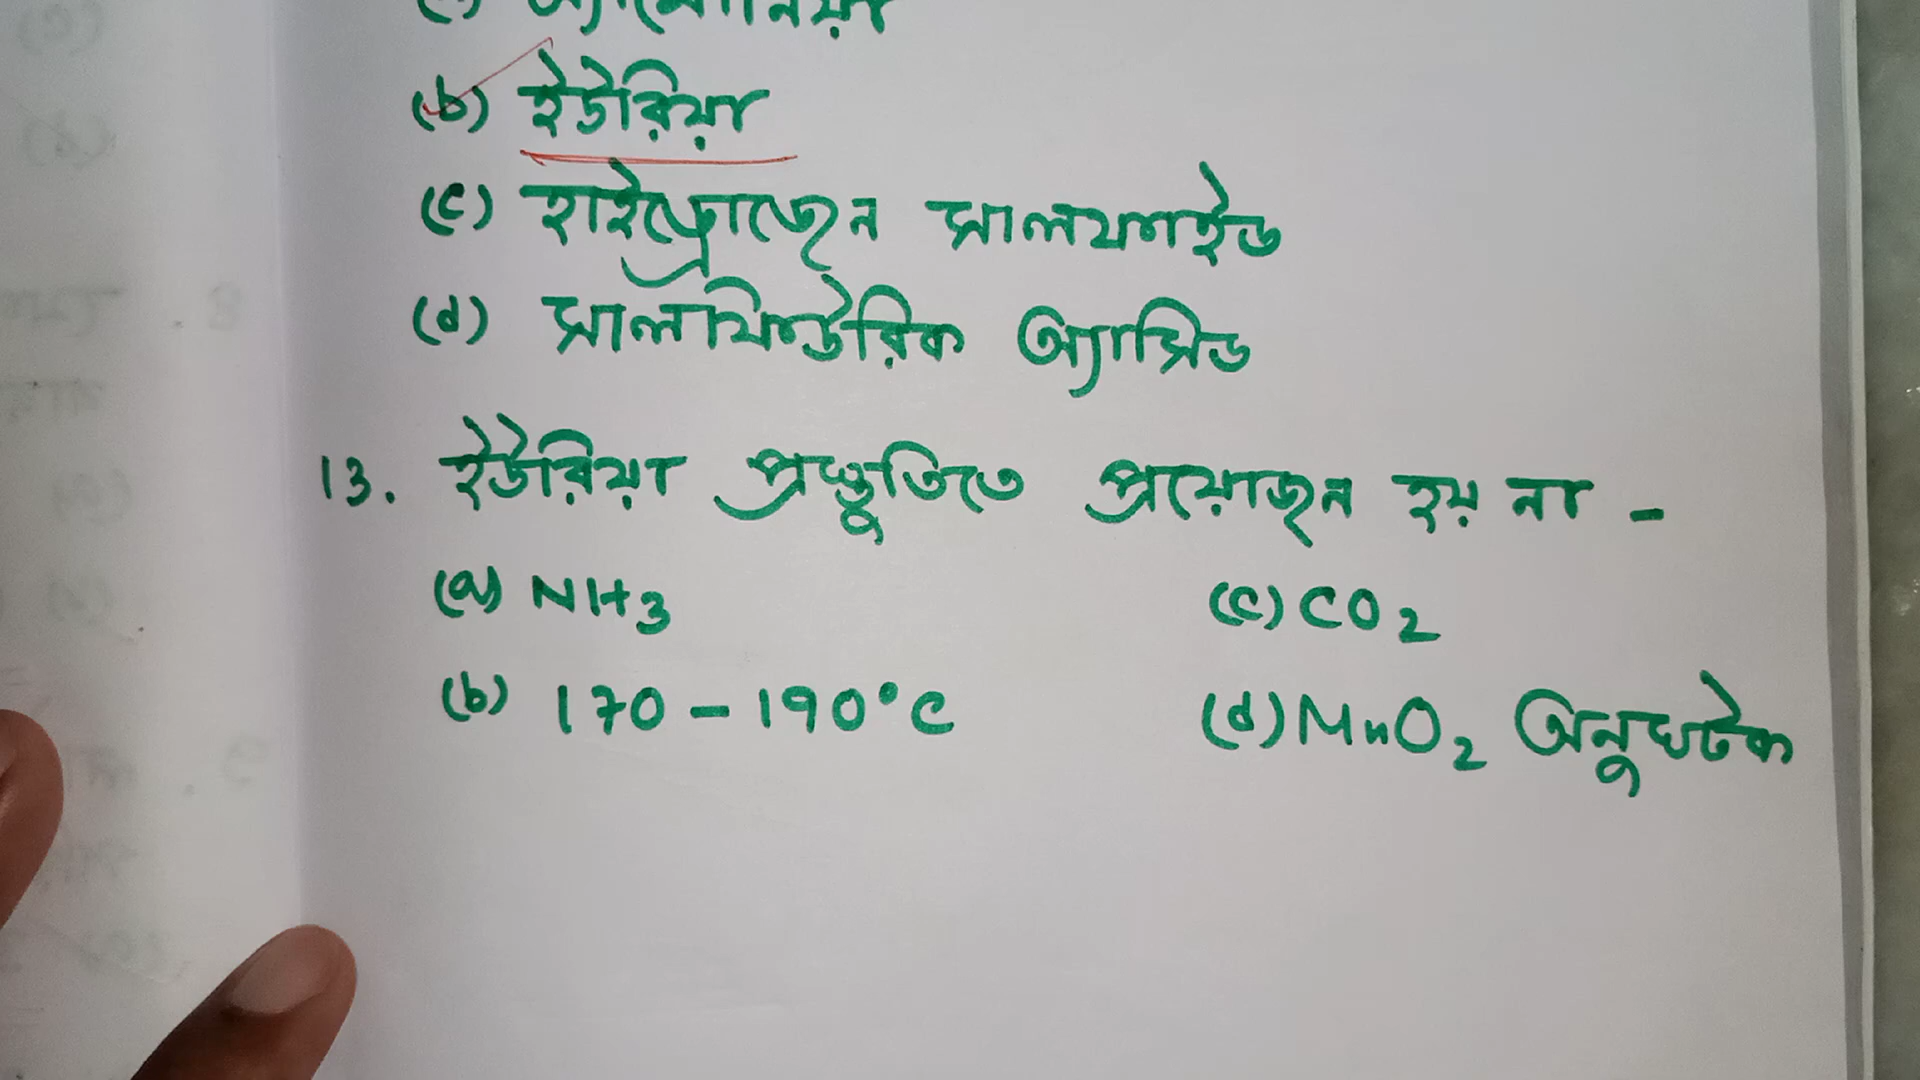 (b) ইউরিয়া
(c) হাইড্রোজেন সালফাইড
(d) সালফিউরিক অ্যাসিড
13. ইউরিয়া প্রস্তুতিতে প্রয়োজন হয় না -
(a) NH3 (c) CO2
(b) 170 - 190°C (d) MnO2 অনুঘটক